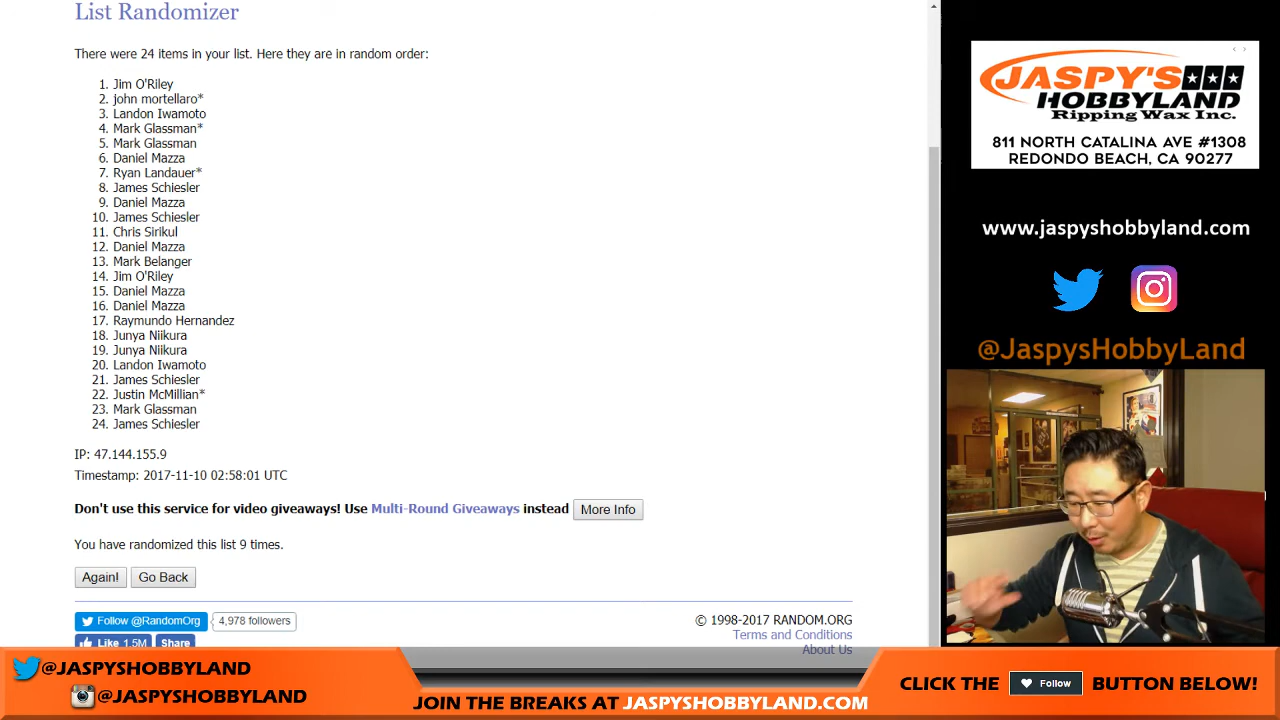 List Randomizer
There were 24 items in your list. Here they are in random order:
1. Jim O'Riley
2. john mortellaro*
3. Landon Iwamoto
4. Mark Glassman*
5. Mark Glassman
6. Daniel Mazza
7. Ryan Landauer*
8. James Schiesler
9. Daniel Mazza
10. James Schiesler
11. Chris Sirikul
12. Daniel Mazza
13. Mark Belanger
14. Jim O'Riley
15. Daniel Mazza
16. Daniel Mazza
17. Raymundo Hernandez
18. Junya Niikura
19. Junya Niikura
20. Landon Iwamoto
21. James Schiesler
22. Justin McMillian*
23. Mark Glassman
24. James Schiesler
IP: 47.144.155.9
Timestamp: 2017-11-10 02:58:01 UTC
Don't use this service for video giveaways! Use Multi-Round Giveaways instead More Info
You have randomized this list 9 times.
Again! Go Back
Follow @RandomOrg 4,978 followers
Like 1.5M Share
© 1998-2017 RANDOM.ORG
Terms and Conditions
About Us
JASPY'S
HOBBYLAND
Ripping Wax Inc.
811 NORTH CATALINA AVE #1308
REDONDO BEACH, CA 90277
www.jaspyshobbyland.com
@JaspysHobbyLand
@JASPYSHOBBYLAND
@JASPYSHOBBYLAND
JOIN THE BREAKS AT JASPYSHOBBYLAND.COM
CLICK THE Follow BUTTON BELOW!